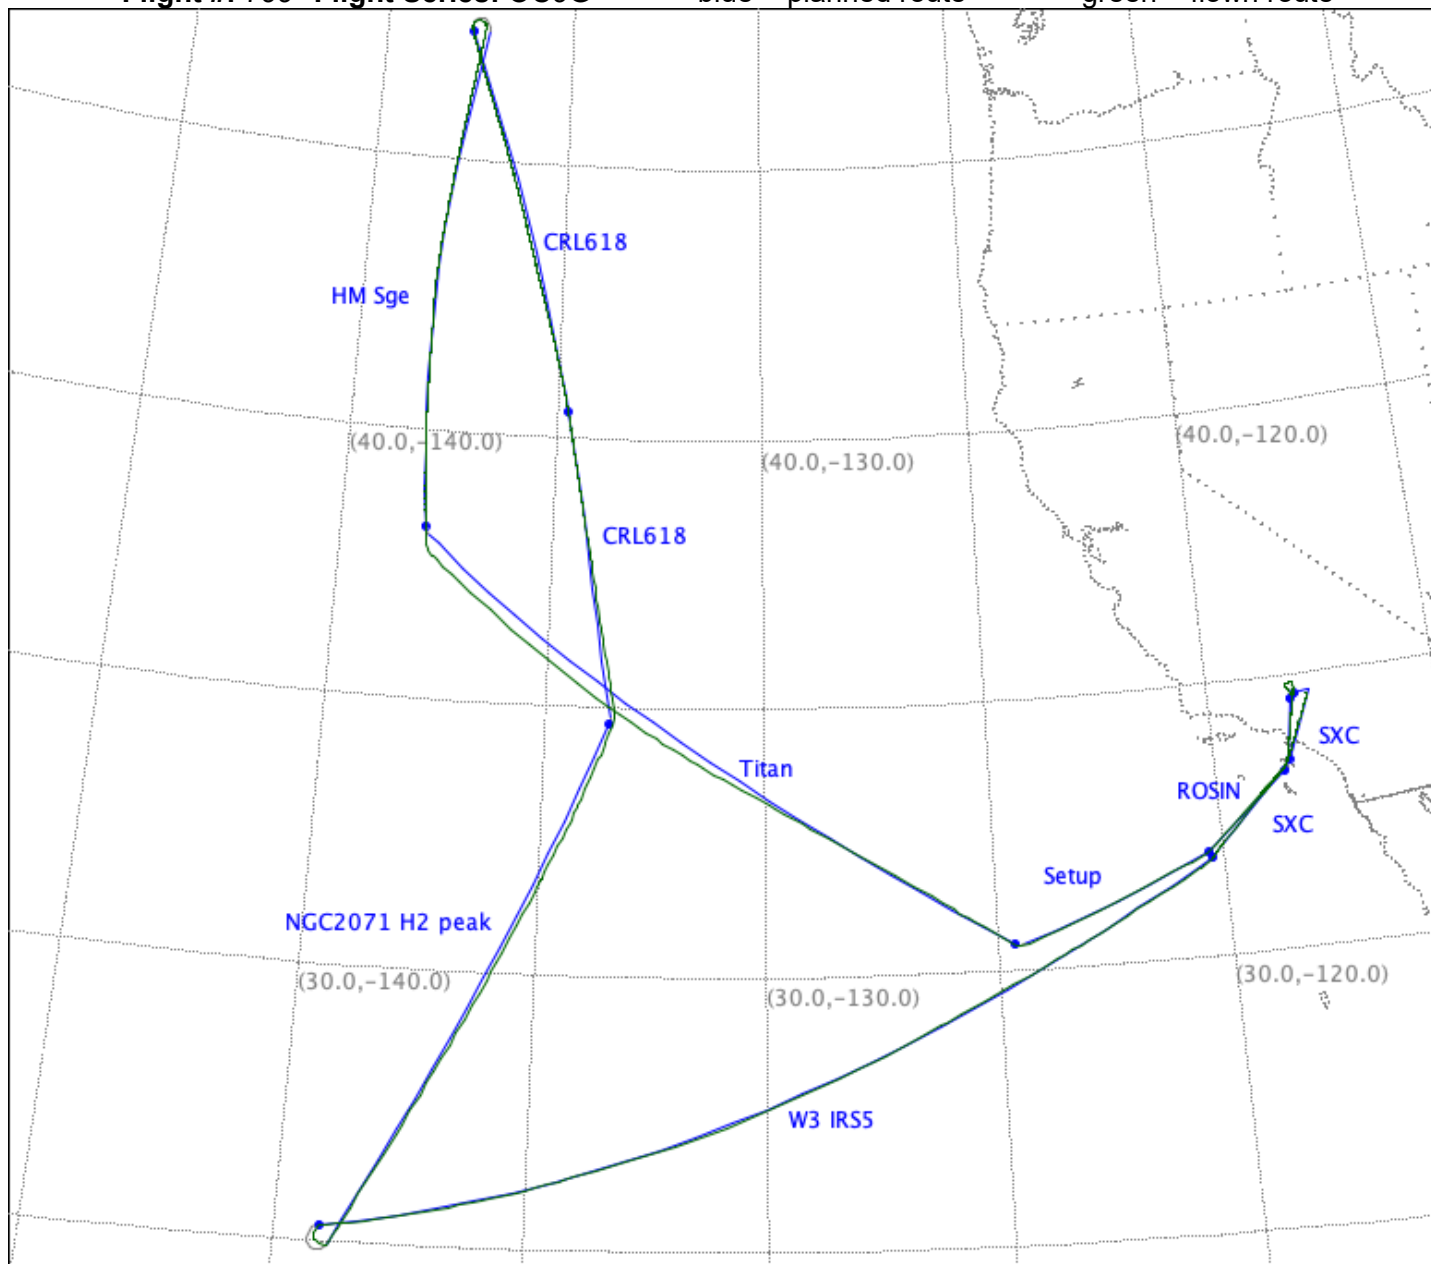 CRL618
HM Sge
(40.0,-140.0)
(40.0,-120.0)
(40.0,-130.0)
CRL618
SXC
Titan
ROSIN
SXC
Setup
NGC2071 H2 peak
(30.0,-140.0)
(30.0,-120.0)
(30.0,-130.0)
W3 IRS5